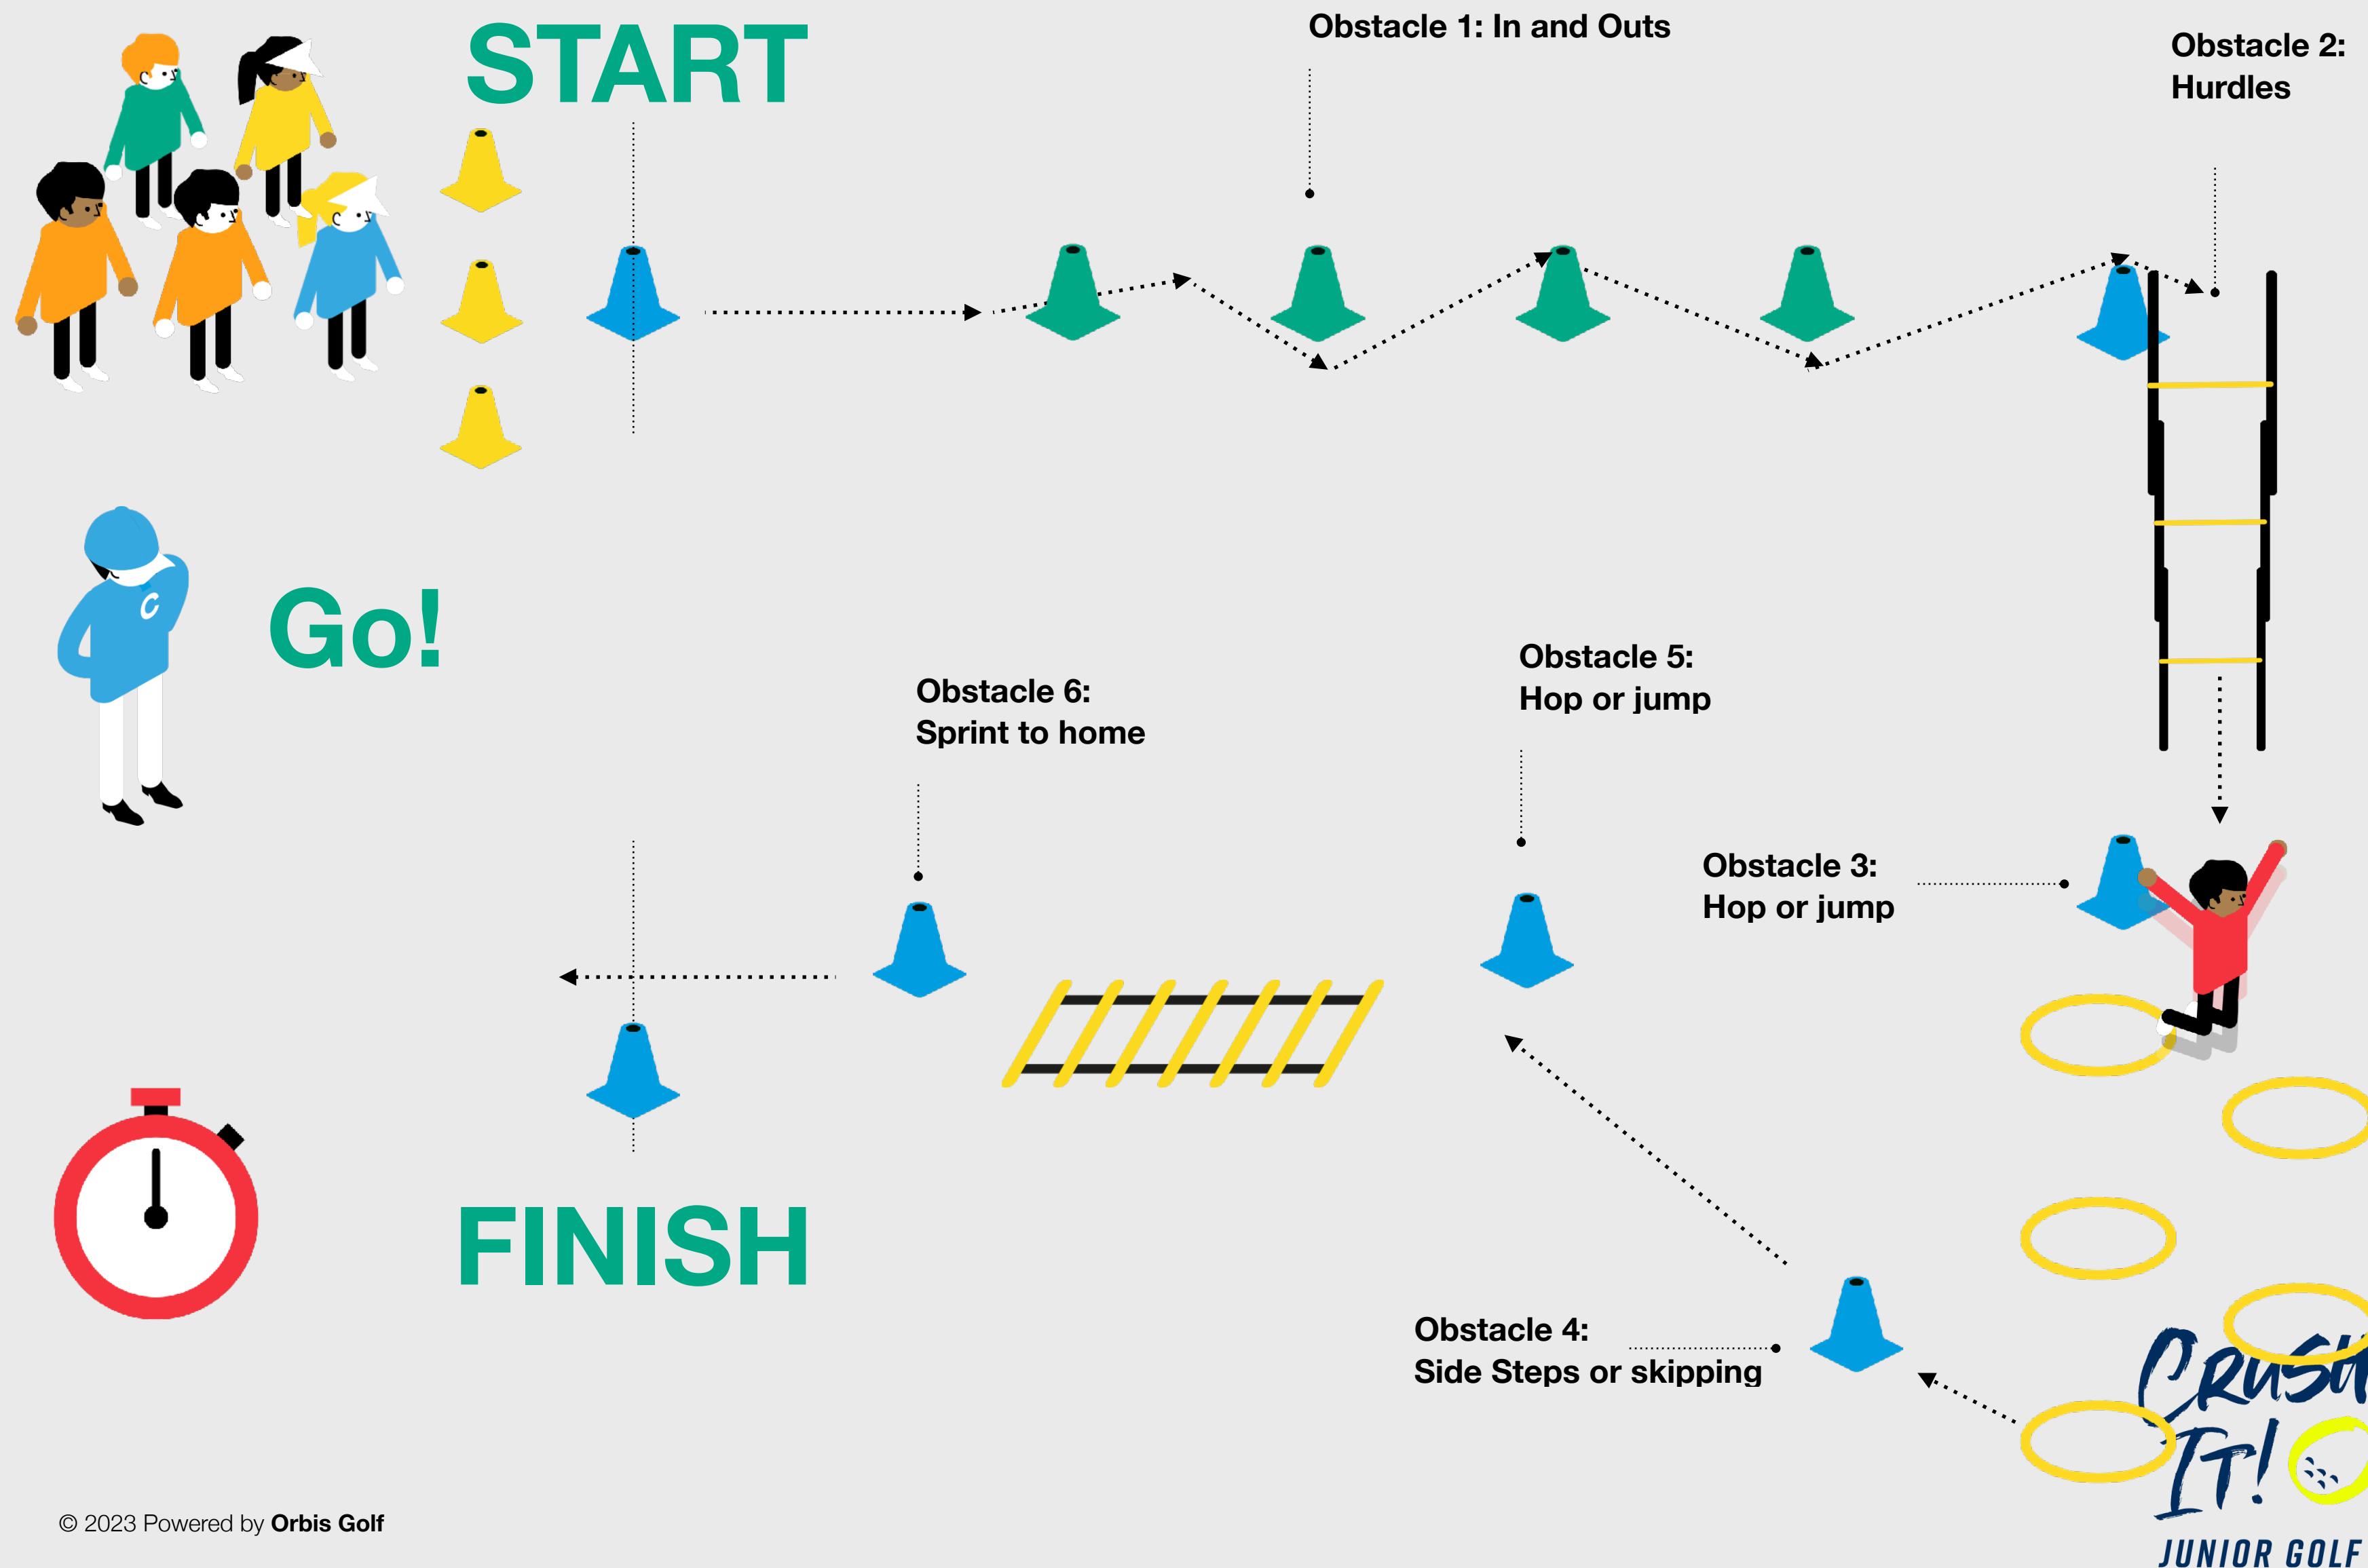 START
Obstacle 1: In and Outs
Obstacle 2:
Hurdles
Go!
Obstacle 5:
Hop or jump
Obstacle 6:
Sprint to home
Obstacle 3:
Hop or jump
FINISH
Obstacle 4:
Side Steps or skipping
CRUSH
IT!
JUNIOR GOLF
© 2023 Powered by Orbis Golf
C